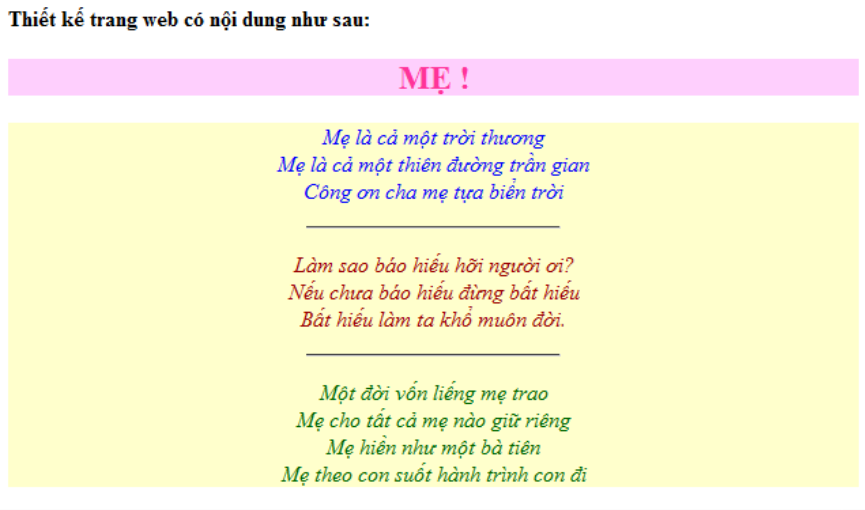 Thiết kế trang web có nội dung như sau:
MẸ !
Mẹ là cả một trời thương
Mẹ là cả một thiên đường trần gian
Công ơn cha mẹ tựa biển trời
Làm sao báo hiếu hỡi người ơi?
Nếu chưa báo hiếu đừng bất hiếu
Bất hiếu làm ta khổ muôn đời.
Một đời vốn liếng mẹ trao
Mẹ cho tất cả mẹ nào giữ riêng
Mẹ hiền như một bà tiên
Mẹ theo con suốt hành trình con đi